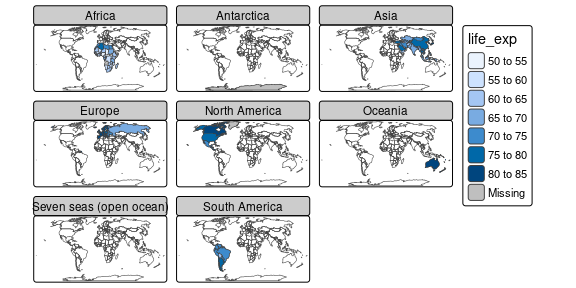 Africa
Antarctica
Asia
Europe
North America
Oceania
Seven seas (open ocean)
South America
life_exp
50 to 55
55 to 60
60 to 65
65 to 70
70 to 75
75 to 80
80 to 85
Missing